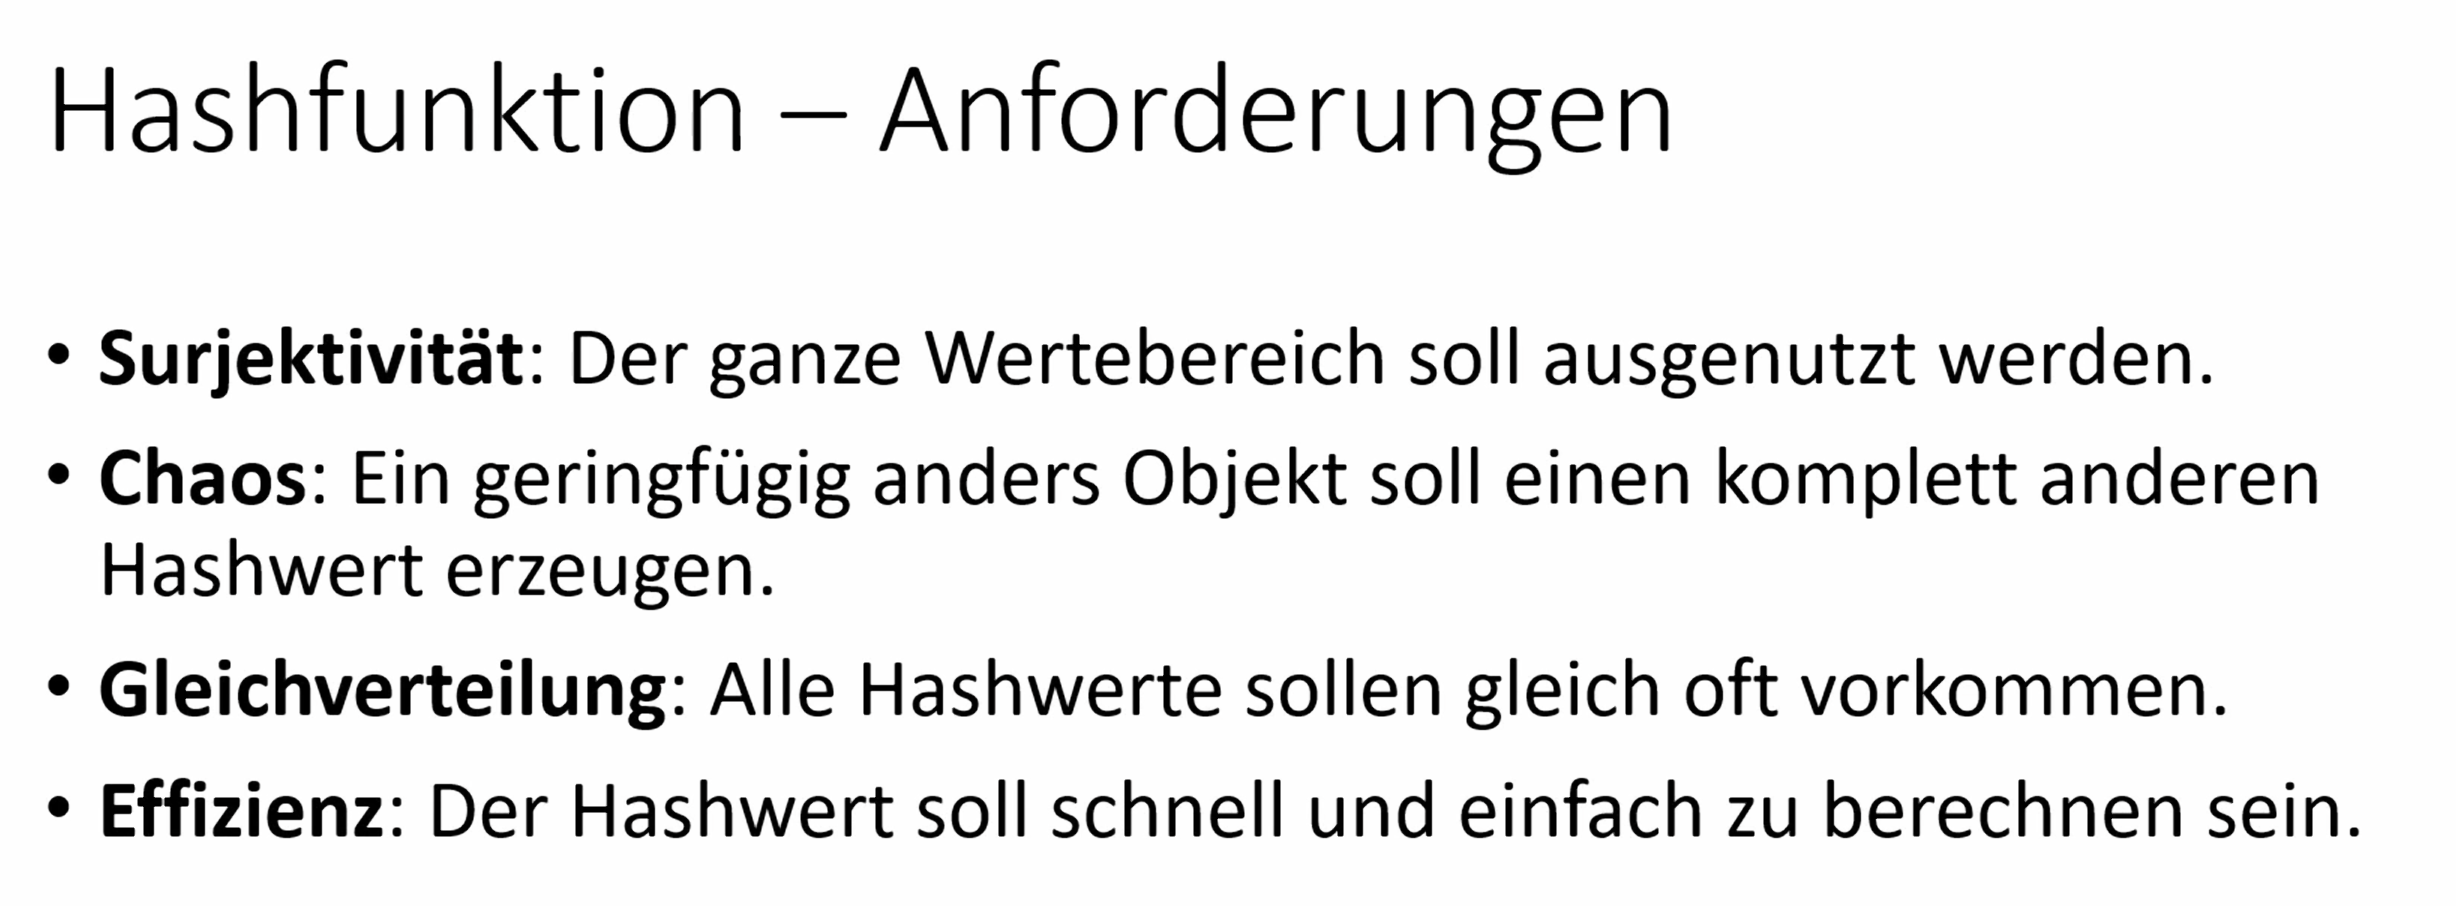 Hashfunktion – Anforderungen
• Surjektivität: Der ganze Wertebereich soll ausgenutzt werden.
• Chaos: Ein geringfügig anders Objekt soll einen komplett anderen
Hashwert erzeugen.
• Gleichverteilung: Alle Hashwerte sollen gleich oft vorkommen.
• Effizienz: Der Hashwert soll schnell und einfach zu berechnen sein.